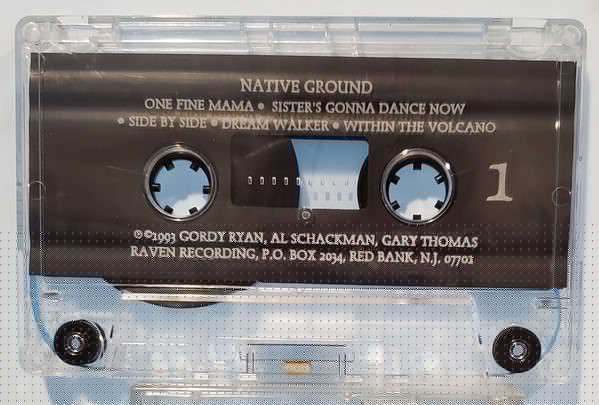 NATIVE GROUND
ONE FINE MAMA • SISTER'S GONNA DANCE NOW
• SIDE BY SIDE • DREAM WALKER • WITHIN THE VOLCANO
1
℗©1993 GORDY RYAN, AL SCHACKMAN, GARY THOMAS
RAVEN RECORDING, P.O. BOX 2034, RED BANK, N.J. 07701